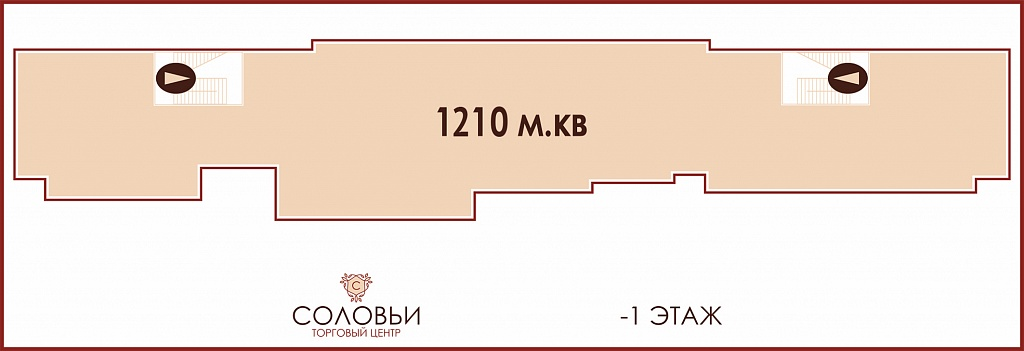 1210 м.кв
С
СОЛОВЬИ
ТОРГОВЫЙ ЦЕНТР
-1 ЭТАЖ